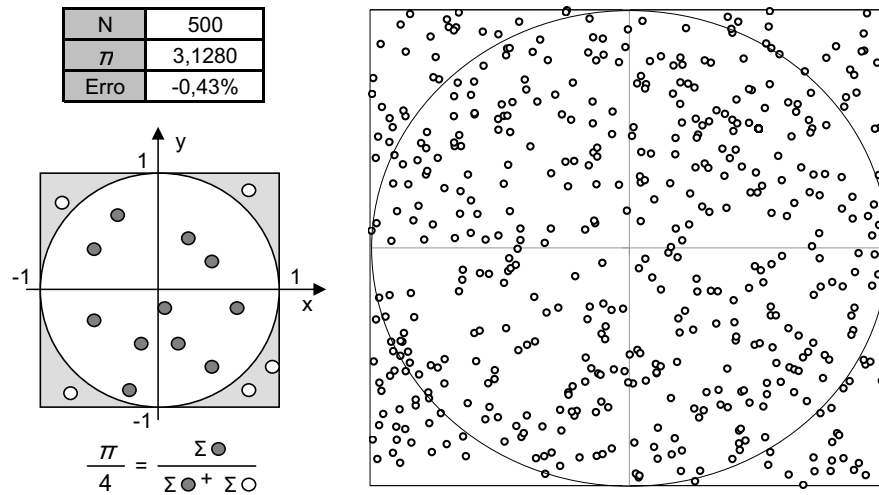 N 500
π 3,1280
Erro -0,43%
y
1
-1 1
x
-1
π/4 = Σ / Σ + Σ